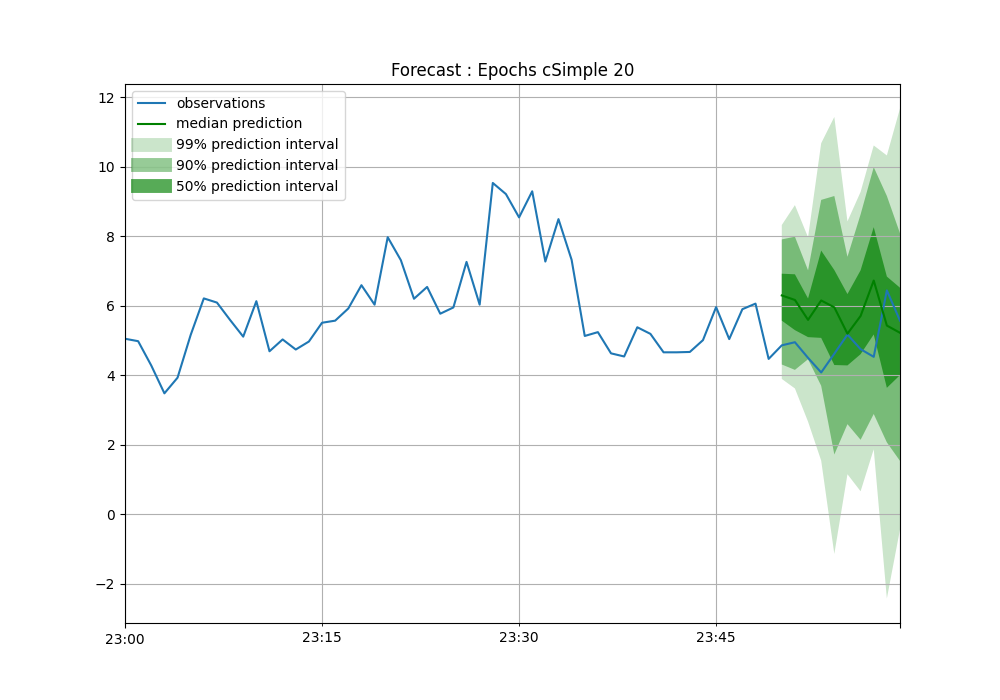 Forecast : Epochs cSimple 20
observations
median prediction
99% prediction interval
90% prediction interval
50% prediction interval
12
10
8
6
4
2
0
−2
23:00
23:15
23:30
23:45